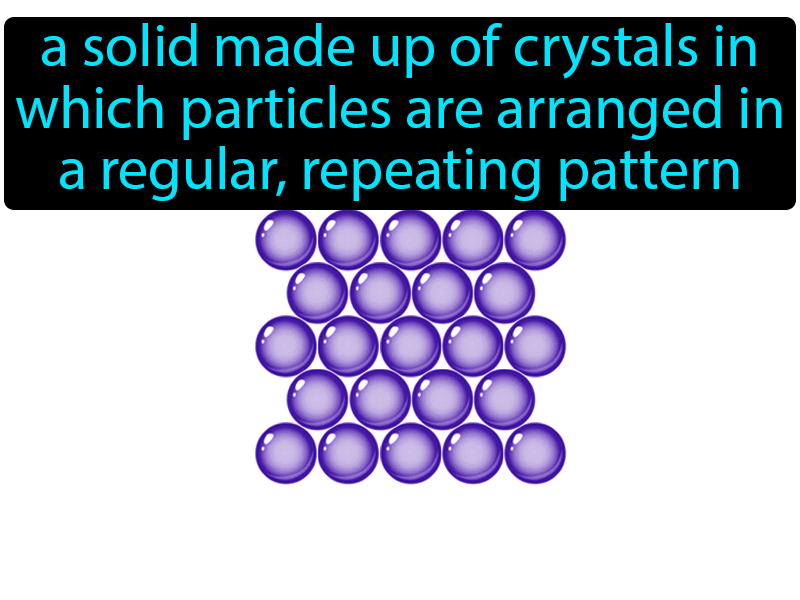 a solid made up of crystals in
which particles are arranged in
a regular, repeating pattern